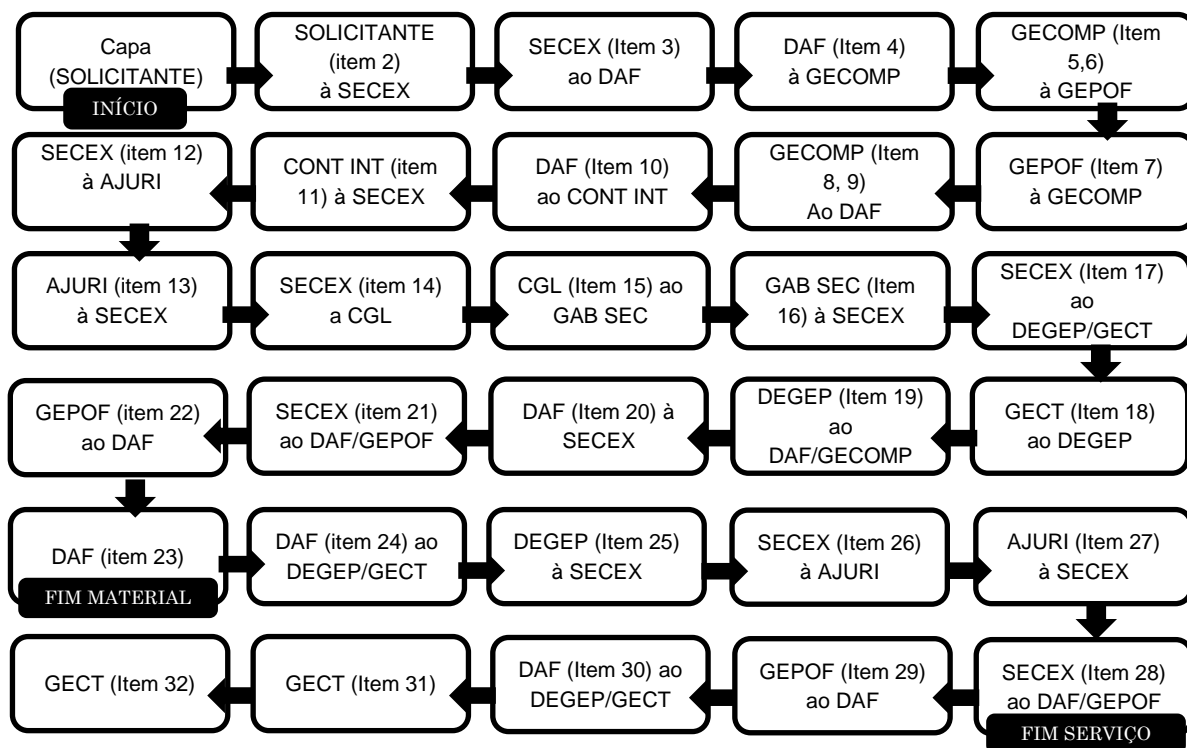 Capa
(SOLICITANTE)
INÍCIO
SOLICITANTE
(item 2)
à SECEX
SECEX (Item 3)
ao DAF
DAF (Item 4)
à GECOMP
GECOMP (Item
5,6)
à GEPOF
SECEX (item 12)
à AJURI
CONT INT (item
11) à SECEX
DAF (Item 10)
ao CONT INT
GECOMP (Item
8, 9)
Ao DAF
GEPOF (Item 7)
à GECOMP
AJURI (item 13)
à SECEX
SECEX (item 14)
a CGL
CGL (Item 15) ao
GAB SEC
GAB SEC (Item
16) à SECEX
SECEX (Item 17)
ao
DEGEP/GECT
GEPOF (item 22)
ao DAF
SECEX (item 21)
ao DAF/GEPOF
DAF (Item 20) à
SECEX
DEGEP (Item 19)
ao
DAF/GECOMP
GECT (Item 18)
ao DEGEP
DAF (item 23)
FIM MATERIAL
DAF (item 24) ao
DEGEP/GECT
DEGEP (Item 25)
à SECEX
SECEX (Item 26)
à AJURI
AJURI (Item 27)
à SECEX
GECT (Item 32)
GECT (Item 31)
DAF (Item 30) ao
DEGEP/GECT
GEPOF (Item 29)
ao DAF
SECEX (Item 28)
ao DAF/GEPOF
FIM SERVIÇO